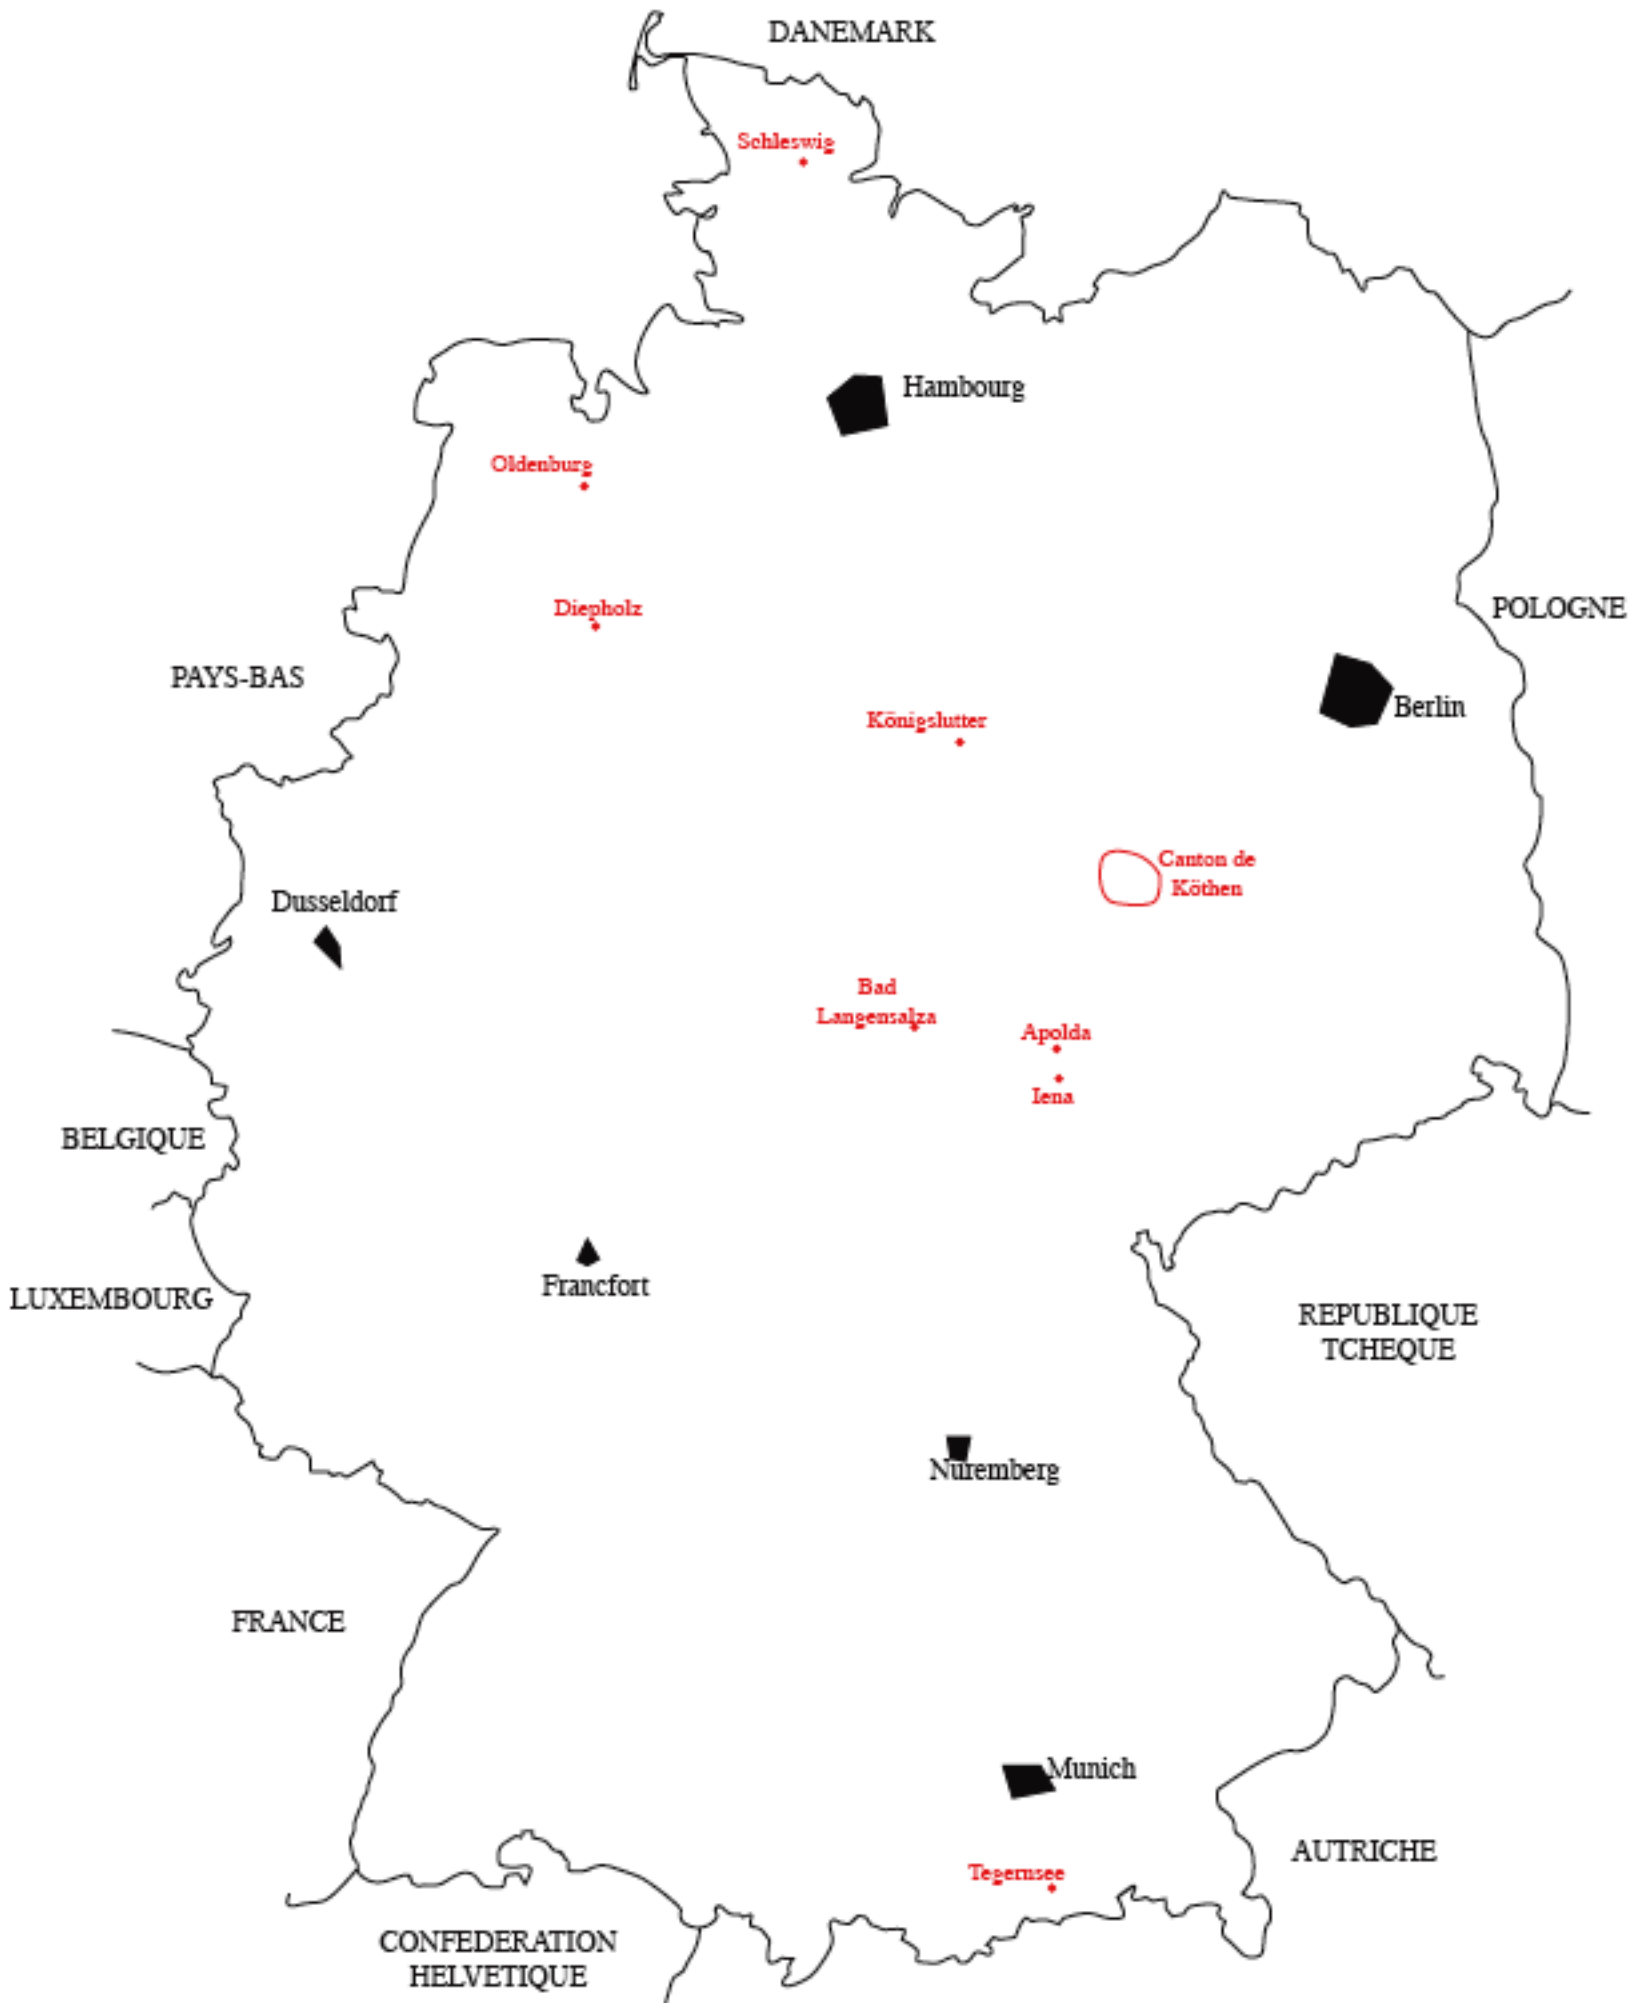 DANEMARK
Schleswig
Hambourg
Oldenburg
Diepholz
POLOGNE
PAYS-BAS
Berlin
Königslutter
Canton de
Köthen
Dusseldorf
Bad
Langensalza
Apolda
Iena
BELGIQUE
Francfort
LUXEMBOURG
REPUBLIQUE
TCHEQUE
Nuremberg
FRANCE
Munich
AUTRICHE
Tegernsee
CONFEDERATION
HELVETIQUE